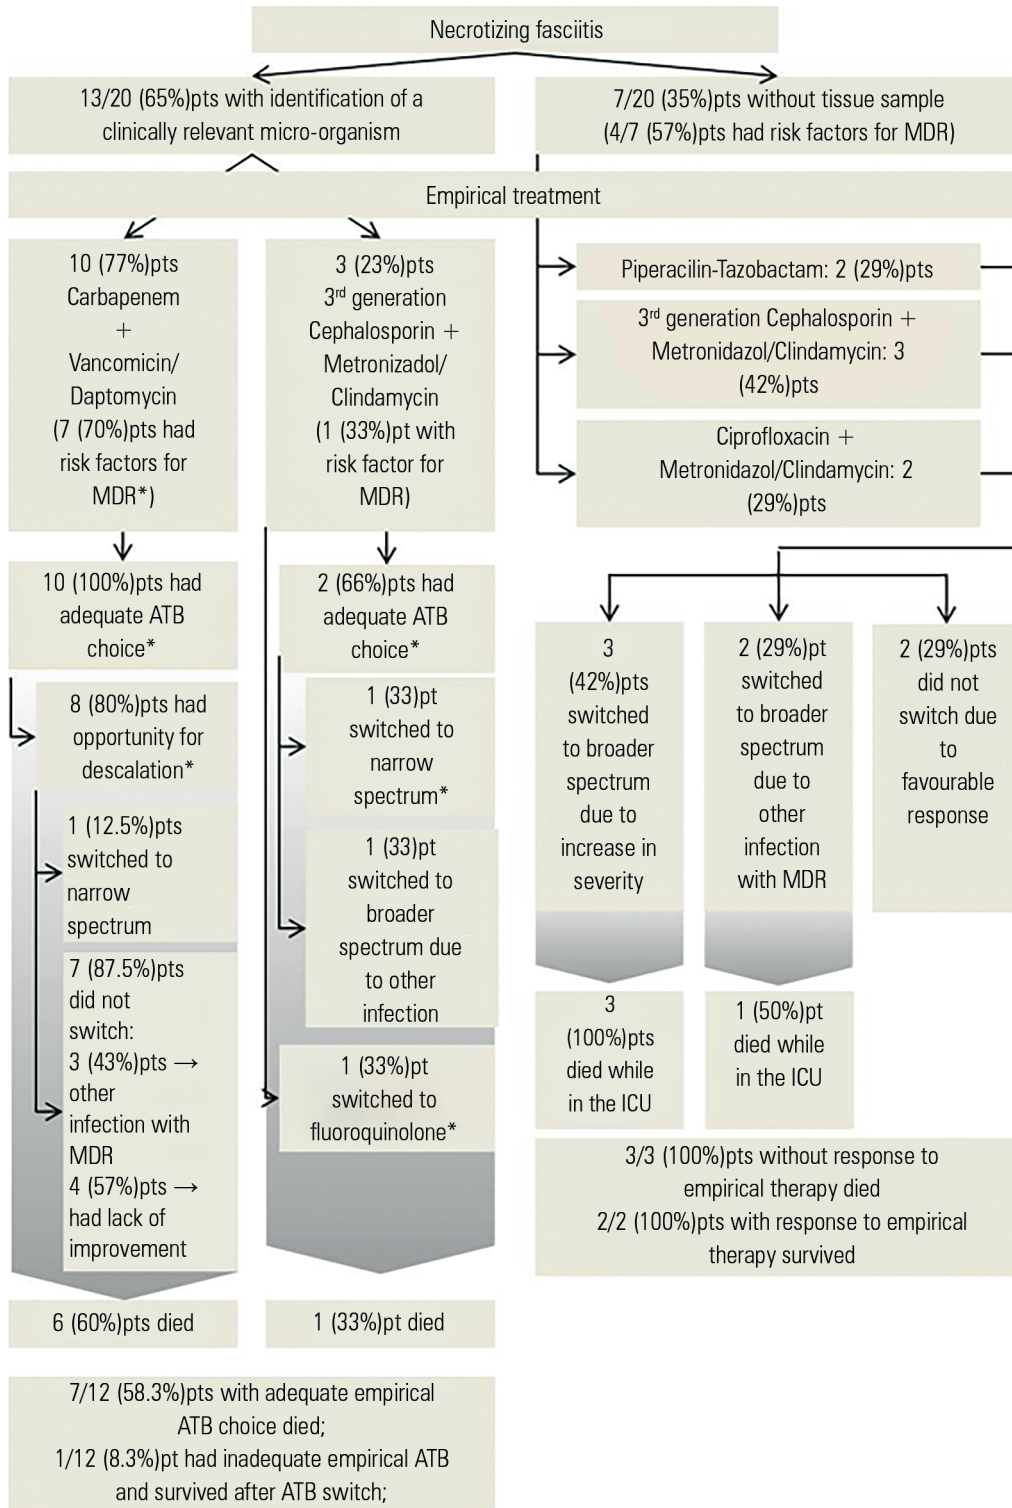 Necrotizing fasciitis
13/20 (65%)pts with identification of a
clinically relevant micro-organism
7/20 (35%)pts without tissue sample
(4/7 (57%)pts had risk factors for MDR)
Empirical treatment
10 (77%)pts
Carbapenem
+
Vancomicin/
Daptomycin
(7 (70%)pts had
risk factors for
MDR*)
3 (23%)pts
3rd generation
Cephalosporin +
Metronizadol/
Clindamycin
(1 (33%)pt with
risk factor for
MDR)
Piperacilin-Tazobactam: 2 (29%)pts
3rd generation Cephalosporin +
Metronidazol/Clindamycin: 3
(42%)pts
Ciprofloxacin +
Metronidazol/Clindamycin: 2
(29%)pts
10 (100%)pts had
adequate ATB
choice*
8 (80%)pts had
opportunity for
descalation*
1 (12.5%)pts
switched to
narrow
spectrum
7 (87.5%)pts
did not
switch:
3 (43%)pts →
other
infection with
MDR
4 (57%)pts →
had lack of
improvement
6 (60%)pts died
2 (66%)pts had
adequate ATB
choice*
1 (33)pt
switched to
narrow
spectrum*
1 (33)pt
switched to
broader
spectrum due
to other
infection
1 (33%)pt
switched to
fluoroquinolone*
1 (33%)pt died
7/12 (58.3%)pts with adequate empirical
ATB choice died;
1/12 (8.3%)pt had inadequate empirical ATB
and survived after ATB switch;
3
(42%)pts
switched
to broader
spectrum
due to
increase in
severity
2 (29%)pt
switched
to broader
spectrum
due to
other
infection
with MDR
2 (29%)pts
did not
switch due
to
favourable
response
3
(100%)pts
died while
in the ICU
1 (50%)pt
died while
in the ICU
3/3 (100%)pts without response to
empirical therapy died
2/2 (100%)pts with response to empirical
therapy survived